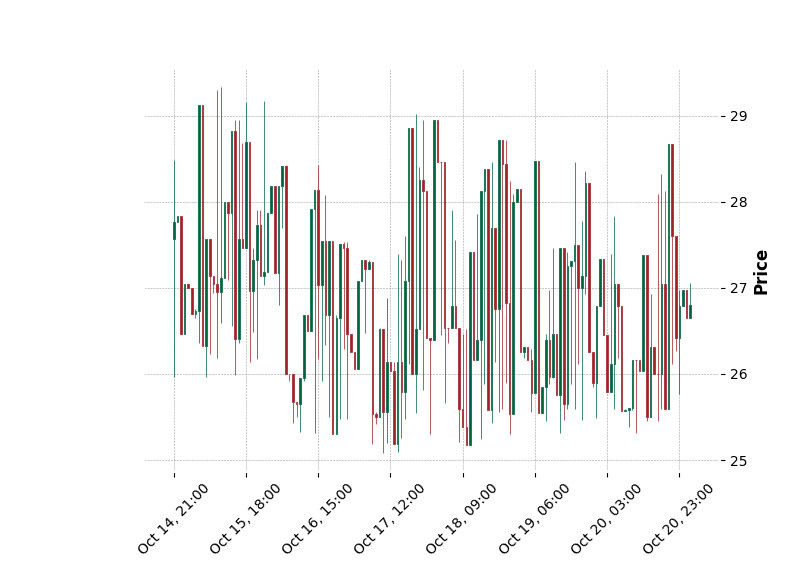 29
28
27
26
25
Price
Oct 14, 21:00
Oct 15, 18:00
Oct 16, 15:00
Oct 17, 12:00
Oct 18, 09:00
Oct 19, 06:00
Oct 20, 03:00
Oct 20, 23:00